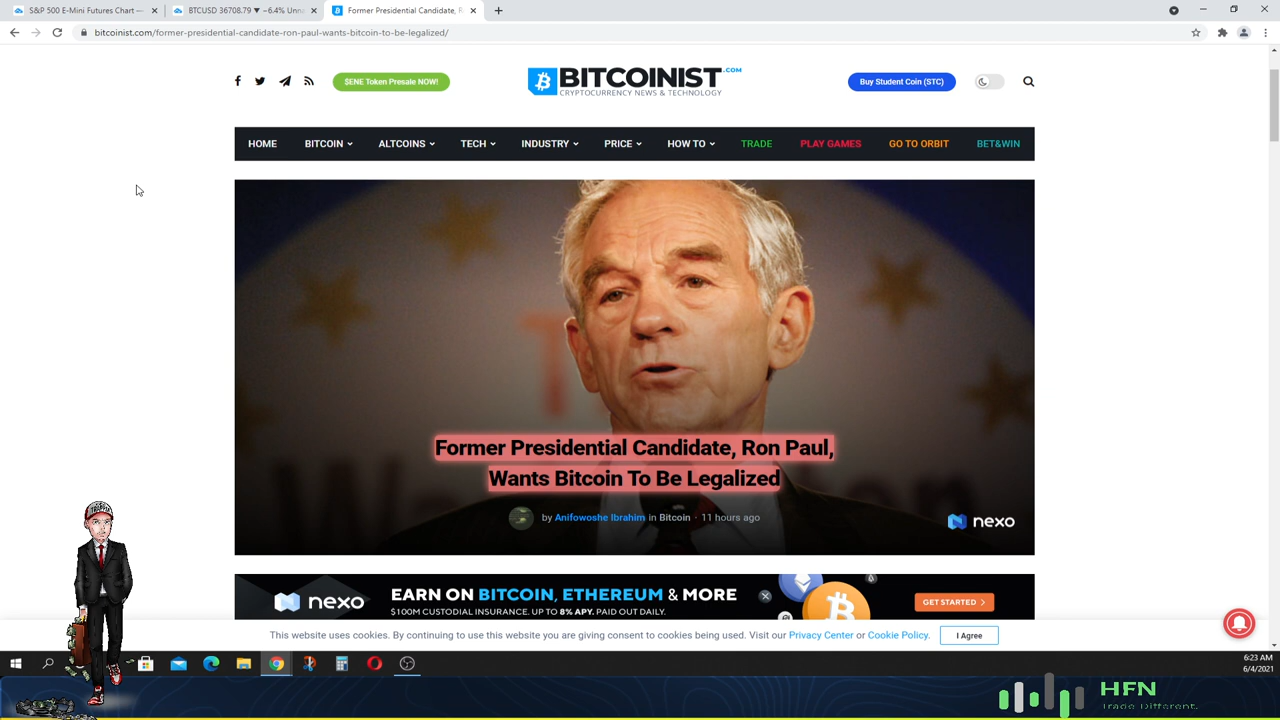 S&P 500 E-Mini Futures Chart —
BTCUSD 36708.79 ▼ −6.4% Unna
Former Presidential Candidate, R
bitcoinist.com/former-presidential-candidate-ron-paul-wants-bitcoin-to-be-legalized/
$ENE Token Presale NOW!
BITCOINIST.COM
CRYPTOCURRENCY NEWS & TECHNOLOGY
Buy Student Coin (STC)
HOME BITCOIN ALTCOINS TECH INDUSTRY PRICE HOW TO TRADE PLAY GAMES GO TO ORBIT BET&WIN
Former Presidential Candidate, Ron Paul,
Wants Bitcoin To Be Legalized
by Anifowoshe Ibrahim in Bitcoin · 11 hours ago
nexo
nexo
EARN ON BITCOIN, ETHEREUM & MORE
$100M CUSTODIAL INSURANCE. UP TO 8% APY. PAID OUT DAILY.
GET STARTED
This website uses cookies. By continuing to use this website you are giving consent to cookies being used. Visit our Privacy Center or Cookie Policy.
I Agree
6:23 AM
6/4/2021
HFN
Trade Different.